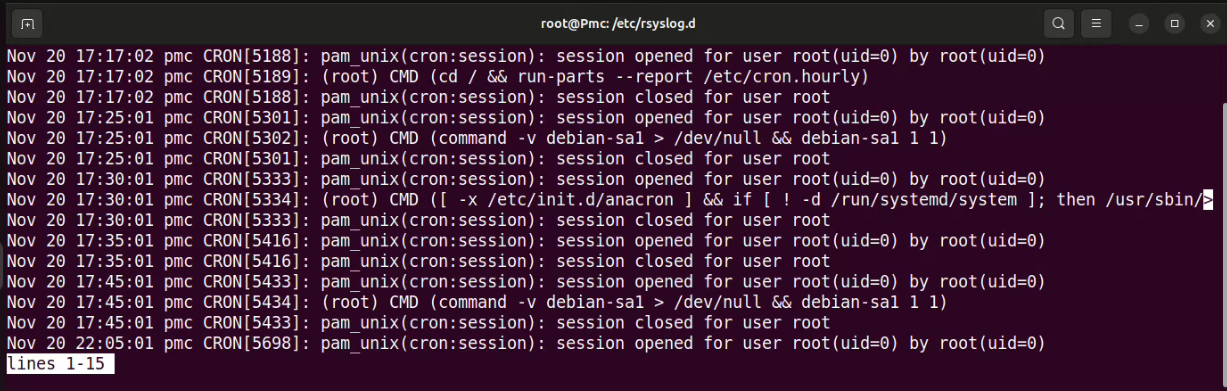 root@Pmc: /etc/rsyslog.d
Nov 20 17:17:02 pmc CRON[5188]: pam_unix(cron:session): session opened for user root(uid=0) by root(uid=0)
Nov 20 17:17:02 pmc CRON[5189]: (root) CMD (cd / && run-parts --report /etc/cron.hourly)
Nov 20 17:17:02 pmc CRON[5188]: pam_unix(cron:session): session closed for user root
Nov 20 17:25:01 pmc CRON[5301]: pam_unix(cron:session): session opened for user root(uid=0) by root(uid=0)
Nov 20 17:25:01 pmc CRON[5302]: (root) CMD (command -v debian-sa1 > /dev/null && debian-sa1 1 1)
Nov 20 17:25:01 pmc CRON[5301]: pam_unix(cron:session): session closed for user root
Nov 20 17:30:01 pmc CRON[5333]: pam_unix(cron:session): session opened for user root(uid=0) by root(uid=0)
Nov 20 17:30:01 pmc CRON[5334]: (root) CMD ([ -x /etc/init.d/anacron ] && if [ ! -d /run/systemd/system ]; then /usr/sbin/>
Nov 20 17:30:01 pmc CRON[5333]: pam_unix(cron:session): session closed for user root
Nov 20 17:35:01 pmc CRON[5416]: pam_unix(cron:session): session opened for user root(uid=0) by root(uid=0)
Nov 20 17:35:01 pmc CRON[5416]: pam_unix(cron:session): session closed for user root
Nov 20 17:45:01 pmc CRON[5433]: pam_unix(cron:session): session opened for user root(uid=0) by root(uid=0)
Nov 20 17:45:01 pmc CRON[5434]: (root) CMD (command -v debian-sa1 > /dev/null && debian-sa1 1 1)
Nov 20 17:45:01 pmc CRON[5433]: pam_unix(cron:session): session closed for user root
Nov 20 22:05:01 pmc CRON[5698]: pam_unix(cron:session): session opened for user root(uid=0) by root(uid=0)
lines 1-15